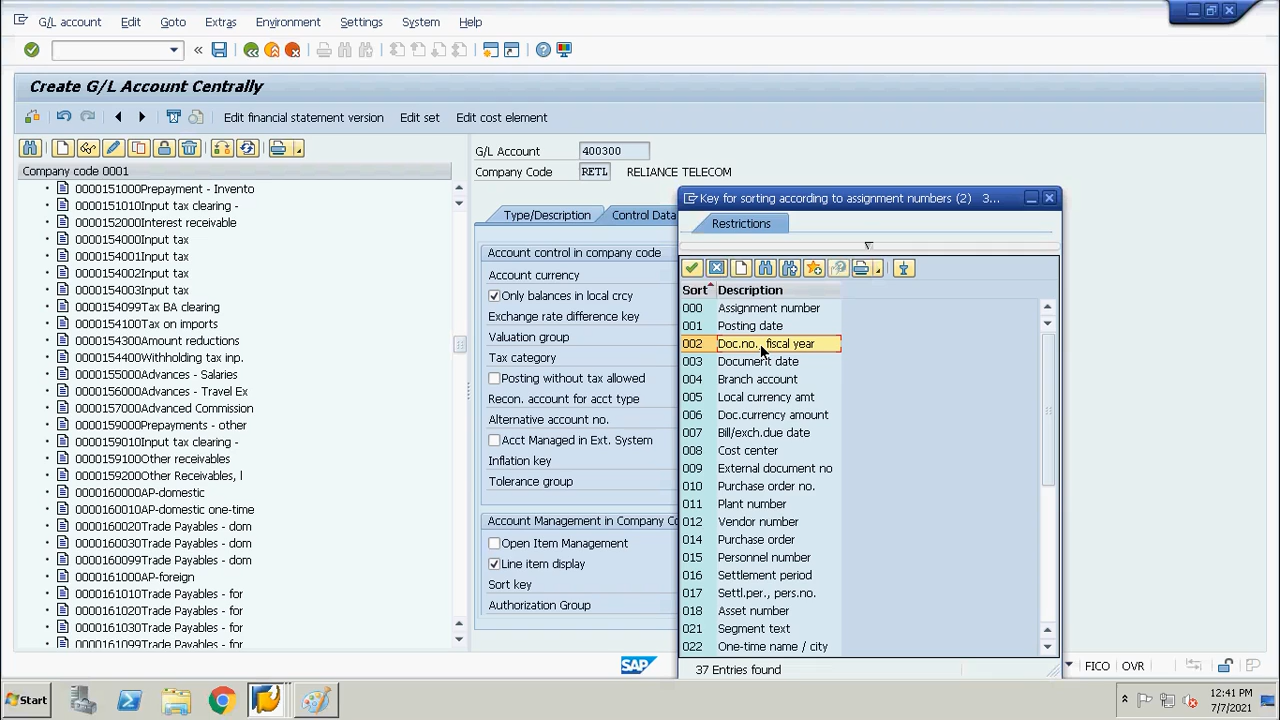 G/L account Edit Goto Extras Environment Settings System Help
Create G/L Account Centrally
Edit financial statement version Edit set Edit cost element
Company code 0001
0000151000Prepayment - Invento
0000151010Input tax clearing -
0000152000Interest receivable
0000154000Input tax
0000154001Input tax
0000154002Input tax
0000154003Input tax
0000154099Tax BA clearing
0000154100Tax on imports
0000154300Amount reductions
0000154400Withholding tax inp.
0000155000Advances - Salaries
0000156000Advances - Travel Ex
0000157000Advanced Commission
0000159000Prepayments - other
0000159010Input tax clearing -
0000159100Other receivables
0000159200Other Receivables, I
0000160000AP-domestic
0000160010AP-domestic one-time
0000160020Trade Payables - dom
0000160030Trade Payables - dom
0000160099Trade Payables - dom
0000161000AP-foreign
0000161010Trade Payables - for
0000161020Trade Payables - for
0000161030Trade Payables - for
0000161099Trade Payables - for
G/L Account 400300
Company Code RETL RELIANCE TELECOM
Type/Description Control Data
Account control in company code
Account currency
Only balances in local crcy
Exchange rate difference key
Valuation group
Tax category
Posting without tax allowed
Recon. account for acct type
Alternative account no.
Acct Managed in Ext. System
Inflation key
Tolerance group
Account Management in Company Co
Open Item Management
Line item display
Sort key
Authorization Group
Key for sorting according to assignment numbers (2) 3...
Restrictions
Sort Description
000 Assignment number
001 Posting date
002 Doc.no., fiscal year
003 Document date
004 Branch account
005 Local currency amt
006 Doc.currency amount
007 Bill/exch.due date
008 Cost center
009 External document no
010 Purchase order no.
011 Plant number
012 Vendor number
014 Purchase order
015 Personnel number
016 Settlement period
017 Settl.per., pers.no.
018 Asset number
021 Segment text
022 One-time name / city
37 Entries found
SAP
FICO OVR
Start
12:41 PM
7/7/2021